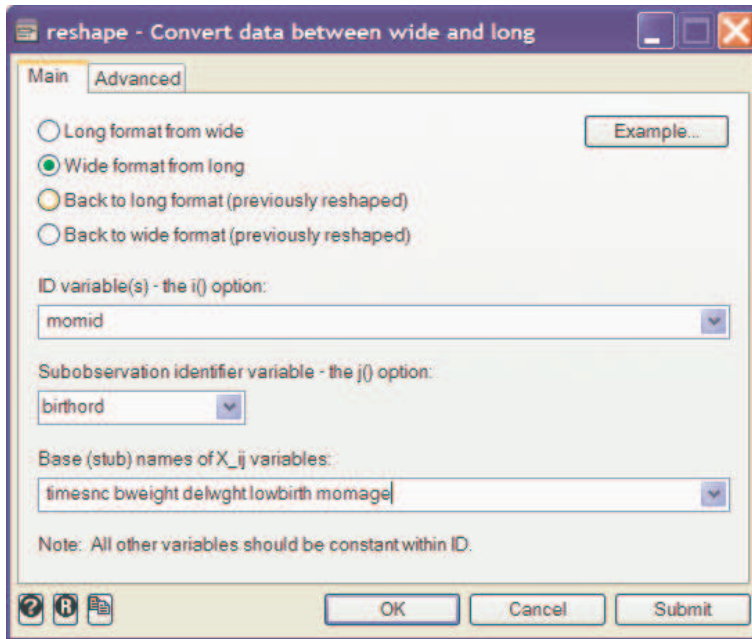 reshape - Convert data between wide and long
Main Advanced
Long format from wide
Example...
Wide format from long
Back to long format (previously reshaped)
Back to wide format (previously reshaped)
ID variable(s) - the i() option:
momid
Subobservation identifier variable - the j() option:
birthord
Base (stub) names of X_ij variables:
timesnc bweight delwght lowbirth momage
Note: All other variables should be constant within ID.
? R OK Cancel Submit